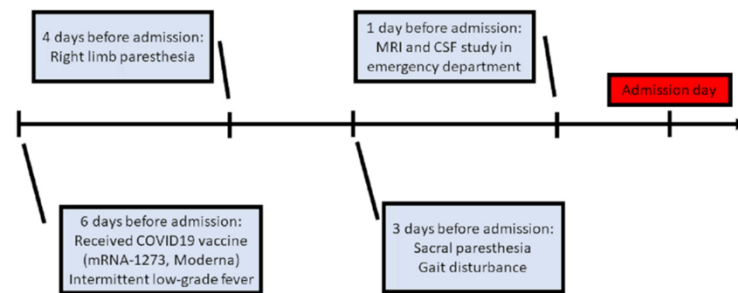 4 days before admission:
Right limb paresthesia
1 day before admission:
MRI and CSF study in
emergency department
Admission day
6 days before admission:
Received COVID19 vaccine
(mRNA-1273, Moderna)
Intermittent low-grade fever
3 days before admission:
Sacral paresthesia
Gait disturbance